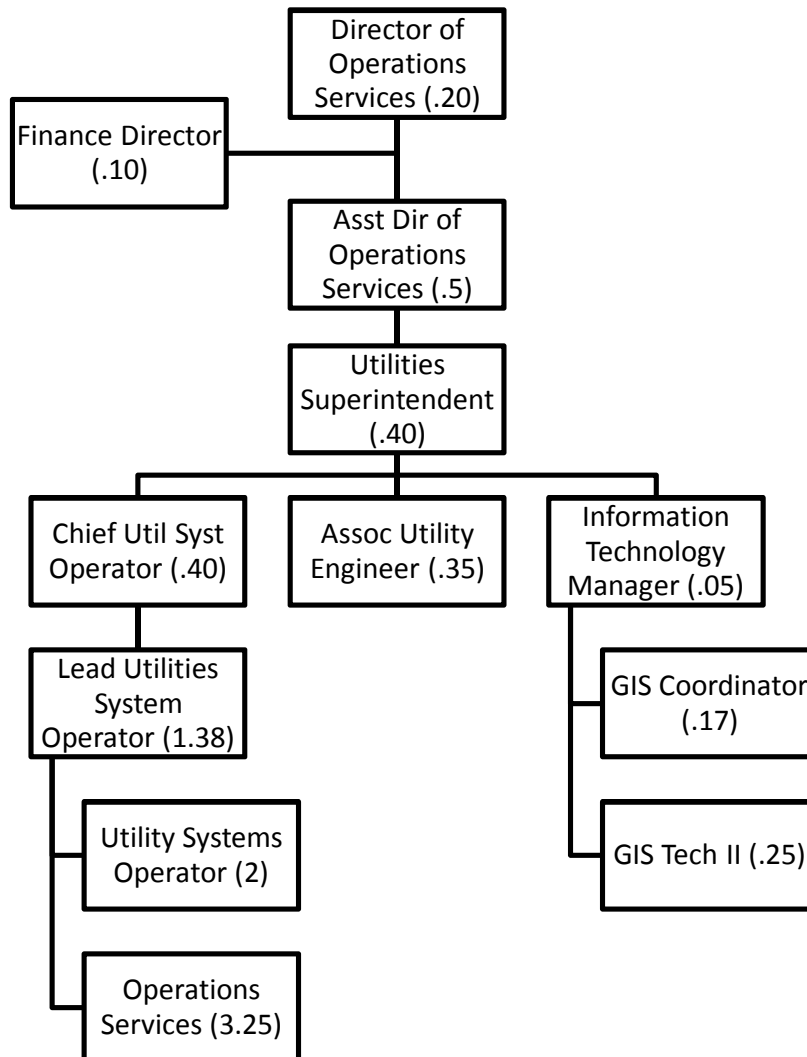 Director of
Operations
Services (.20)
Finance Director
(.10)
Asst Dir of
Operations
Services (.5)
Utilities
Superintendent
(.40)
Chief Util Syst
Operator (.40)
Assoc Utility
Engineer (.35)
Information
Technology
Manager (.05)
Lead Utilities
System
Operator (1.38)
GIS Coordinator
(.17)
Utility Systems
Operator (2)
GIS Tech II (.25)
Operations
Services (3.25)